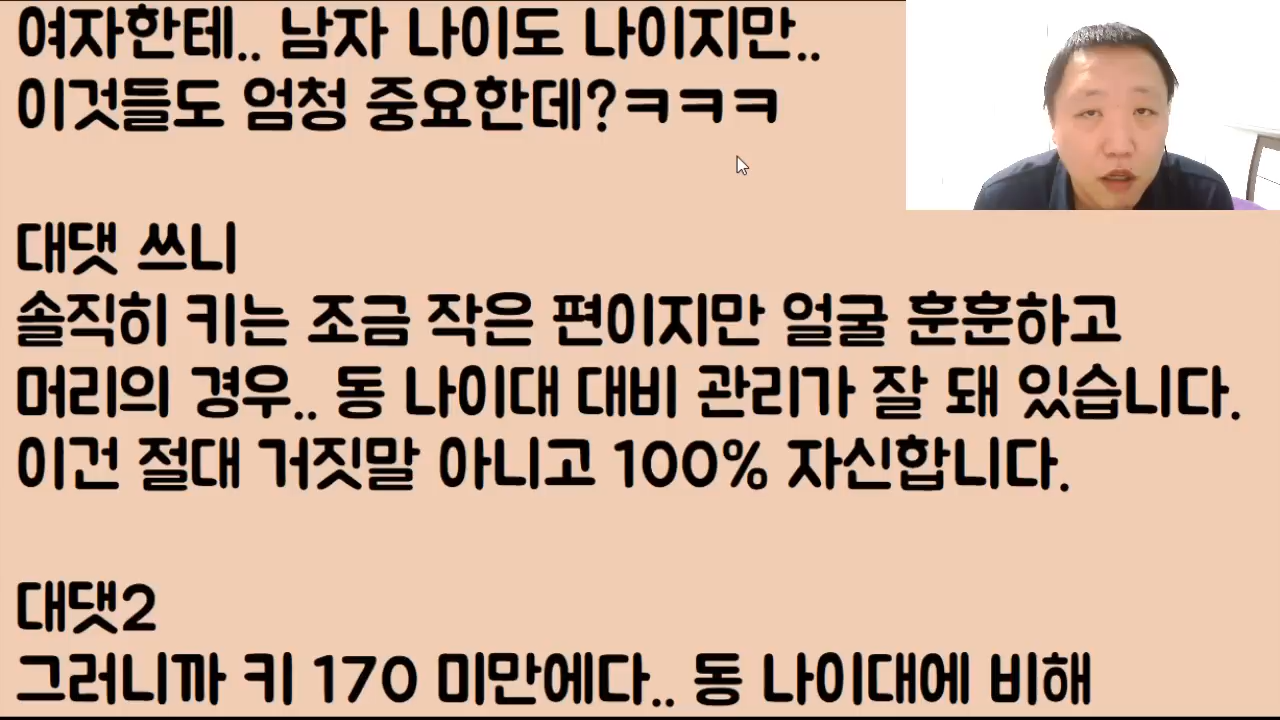 여자한테.. 남자 나이도 나이지만..
이것들도 엄청 중요한데?ㅋㅋㅋ
대댓 쓰니
솔직히 키는 조금 작은 편이지만 얼굴 훈훈하고
머리의 경우.. 동 나이대 대비 관리가 잘 돼 있습니다.
이건 절대 거짓말 아니고 100% 자신합니다.
대댓2
그러니까 키 170 미만에다.. 동 나이대에 비해